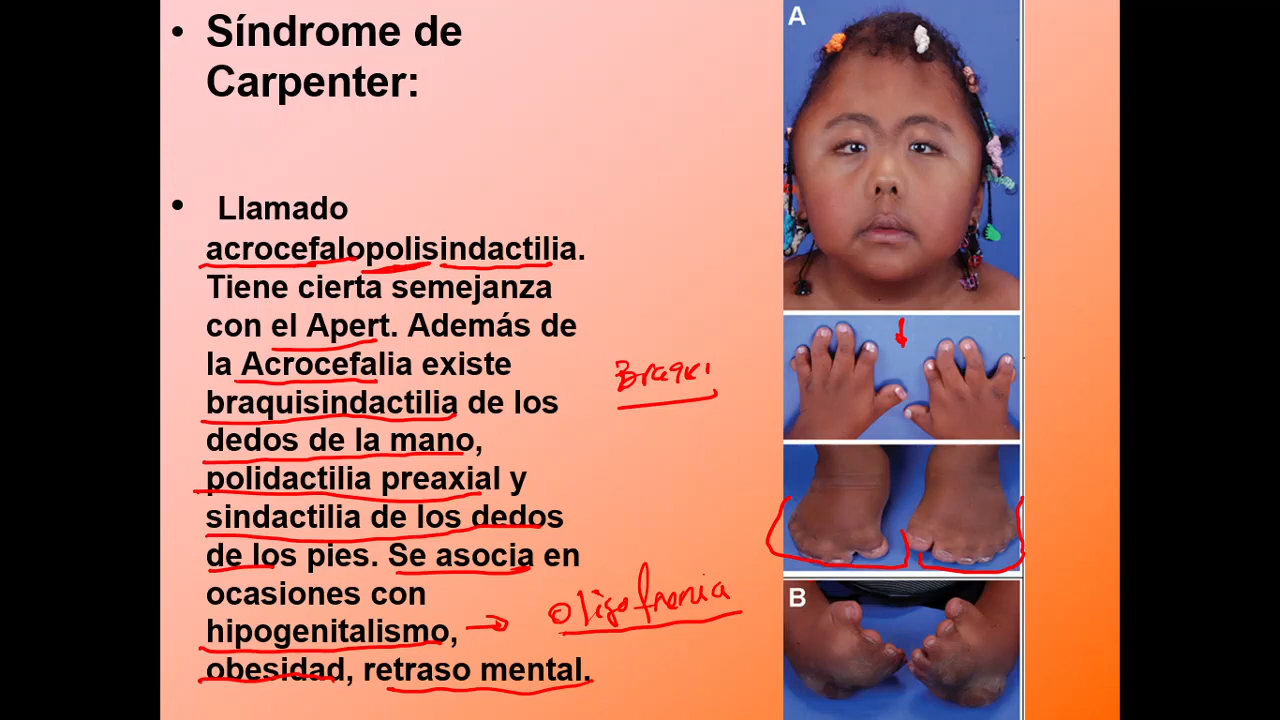 • Síndrome de
Carpenter:
• Llamado
acrocefalopolisindactilia.
Tiene cierta semejanza
con el Apert. Además de
la Acrocefalia existe
braquisindactilia de los
dedos de la mano,
polidactilia preaxial y
sindactilia de los dedos
de los pies. Se asocia en
ocasiones con
hipogenitalismo,
obesidad, retraso mental.
Braqui
oligofrenia
A
B